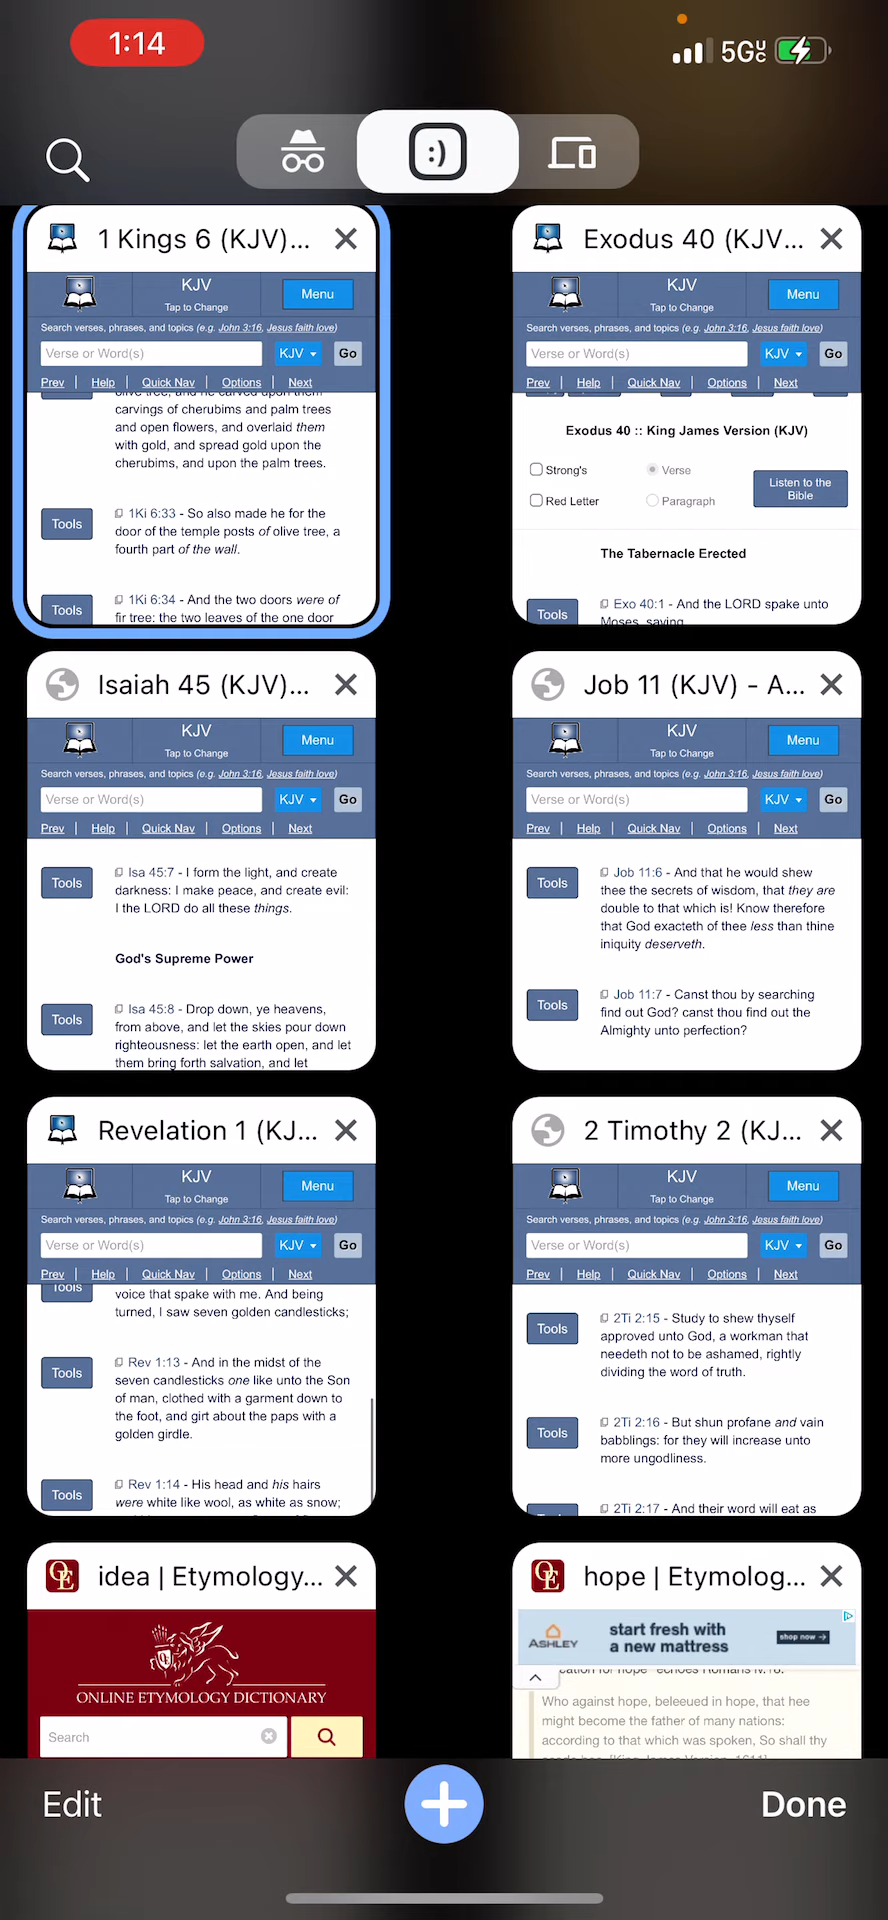 1:14
5G UC
:)
1 Kings 6 (KJV)...
KJV
Tap to Change
Menu
Search verses, phrases, and topics (e.g. John 3:16, Jesus faith love)
Verse or Word(s)
KJV
Go
Prev | Help | Quick Nav | Options | Next
olive tree, and he carved upon them
carvings of cherubims and palm trees
and open flowers, and overlaid them
with gold, and spread gold upon the
cherubims, and upon the palm trees.
Tools
1Ki 6:33 - So also made he for the
door of the temple posts of olive tree, a
fourth part of the wall.
Tools
1Ki 6:34 - And the two doors were of
fir tree: the two leaves of the one door
Exodus 40 (KJV...
KJV
Tap to Change
Menu
Search verses, phrases, and topics (e.g. John 3:16, Jesus faith love)
Verse or Word(s)
KJV
Go
Prev | Help | Quick Nav | Options | Next
Exodus 40 :: King James Version (KJV)
Strong's
Verse
Red Letter
Paragraph
Listen to the
Bible
The Tabernacle Erected
Tools
Exo 40:1 - And the LORD spake unto
Moses, saying
Isaiah 45 (KJV)...
KJV
Tap to Change
Menu
Search verses, phrases, and topics (e.g. John 3:16, Jesus faith love)
Verse or Word(s)
KJV
Go
Prev | Help | Quick Nav | Options | Next
Tools
Isa 45:7 - I form the light, and create
darkness: I make peace, and create evil:
I the LORD do all these things.
God's Supreme Power
Tools
Isa 45:8 - Drop down, ye heavens,
from above, and let the skies pour down
righteousness: let the earth open, and let
them bring forth salvation, and let
Job 11 (KJV) - A...
KJV
Tap to Change
Menu
Search verses, phrases, and topics (e.g. John 3:16, Jesus faith love)
Verse or Word(s)
KJV
Go
Prev | Help | Quick Nav | Options | Next
Tools
Job 11:6 - And that he would shew
thee the secrets of wisdom, that they are
double to that which is! Know therefore
that God exacteth of thee less than thine
iniquity deserveth.
Tools
Job 11:7 - Canst thou by searching
find out God? canst thou find out the
Almighty unto perfection?
Revelation 1 (KJ...
KJV
Tap to Change
Menu
Search verses, phrases, and topics (e.g. John 3:16, Jesus faith love)
Verse or Word(s)
KJV
Go
Prev | Help | Quick Nav | Options | Next
Tools
voice that spake with me. And being
turned, I saw seven golden candlesticks;
Tools
Rev 1:13 - And in the midst of the
seven candlesticks one like unto the Son
of man, clothed with a garment down to
the foot, and girt about the paps with a
golden girdle.
Tools
Rev 1:14 - His head and his hairs
were white like wool, as white as snow;
2 Timothy 2 (KJ...
KJV
Tap to Change
Menu
Search verses, phrases, and topics (e.g. John 3:16, Jesus faith love)
Verse or Word(s)
KJV
Go
Prev | Help | Quick Nav | Options | Next
Tools
2Ti 2:15 - Study to shew thyself
approved unto God, a workman that
needeth not to be ashamed, rightly
dividing the word of truth.
Tools
2Ti 2:16 - But shun profane and vain
babblings: for they will increase unto
more ungodliness.
2Ti 2:17 - And their word will eat as
OE
idea | Etymology...
ONLINE ETYMOLOGY DICTIONARY
Search
OE
hope | Etymolog...
ASHLEY
start fresh with
a new mattress
shop now →
hope echoes Romans iv.
Who against hope, beleeued in hope, that hee
might become the father of many nations:
according to that which was spoken, So shall thy
Edit
+
Done